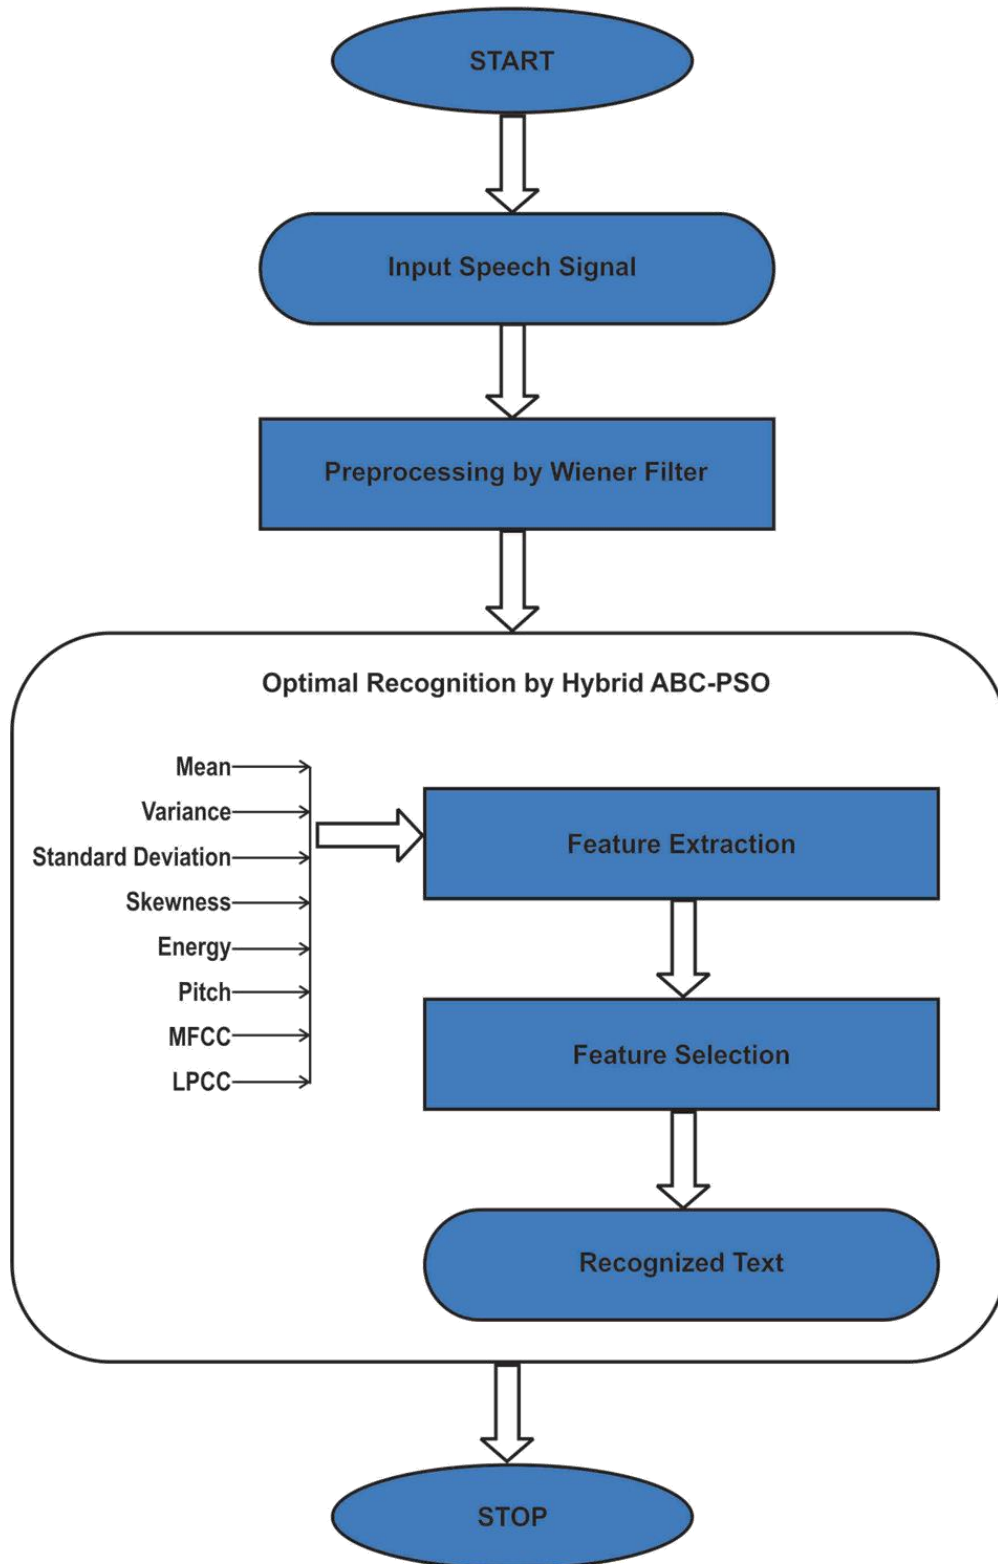 START
Input Speech Signal
Preprocessing by Wiener Filter
Optimal Recognition by Hybrid ABC-PSO
Mean
Variance
Standard Deviation
Skewness
Energy
Pitch
MFCC
LPCC
Feature Extraction
Feature Selection
Recognized Text
STOP